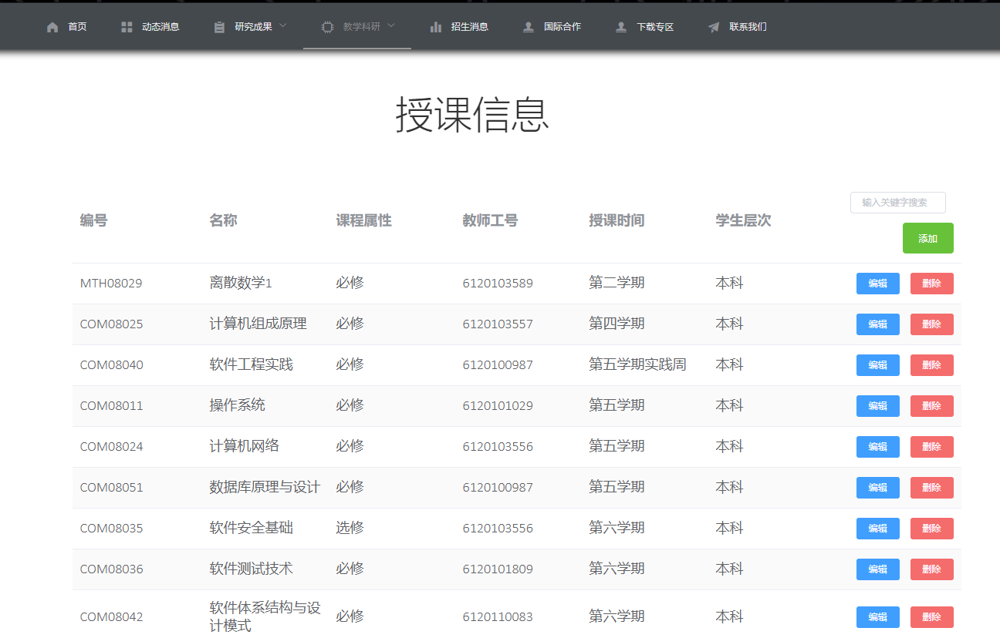 首页 动态消息 研究成果 教学科研 招生消息 国际合作 下载专区 联系我们
授课信息
输入关键字搜索
编号 名称 课程属性 教师工号 授课时间 学生层次
添加
MTH08029 离散数学1 必修 6120103589 第二学期 本科 编辑 删除
COM08025 计算机组成原理 必修 6120103557 第四学期 本科 编辑 删除
COM08040 软件工程实践 必修 6120100987 第五学期实践周 本科 编辑 删除
COM08011 操作系统 必修 6120101029 第五学期 本科 编辑 删除
COM08024 计算机网络 必修 6120103556 第五学期 本科 编辑 删除
COM08051 数据库原理与设计 必修 6120100987 第五学期 本科 编辑 删除
COM08035 软件安全基础 选修 6120103556 第六学期 本科 编辑 删除
COM08036 软件测试技术 必修 6120101809 第六学期 本科 编辑 删除
COM08042 软件体系结构与设 必修 6120110083 第六学期 本科 编辑 删除
计模式